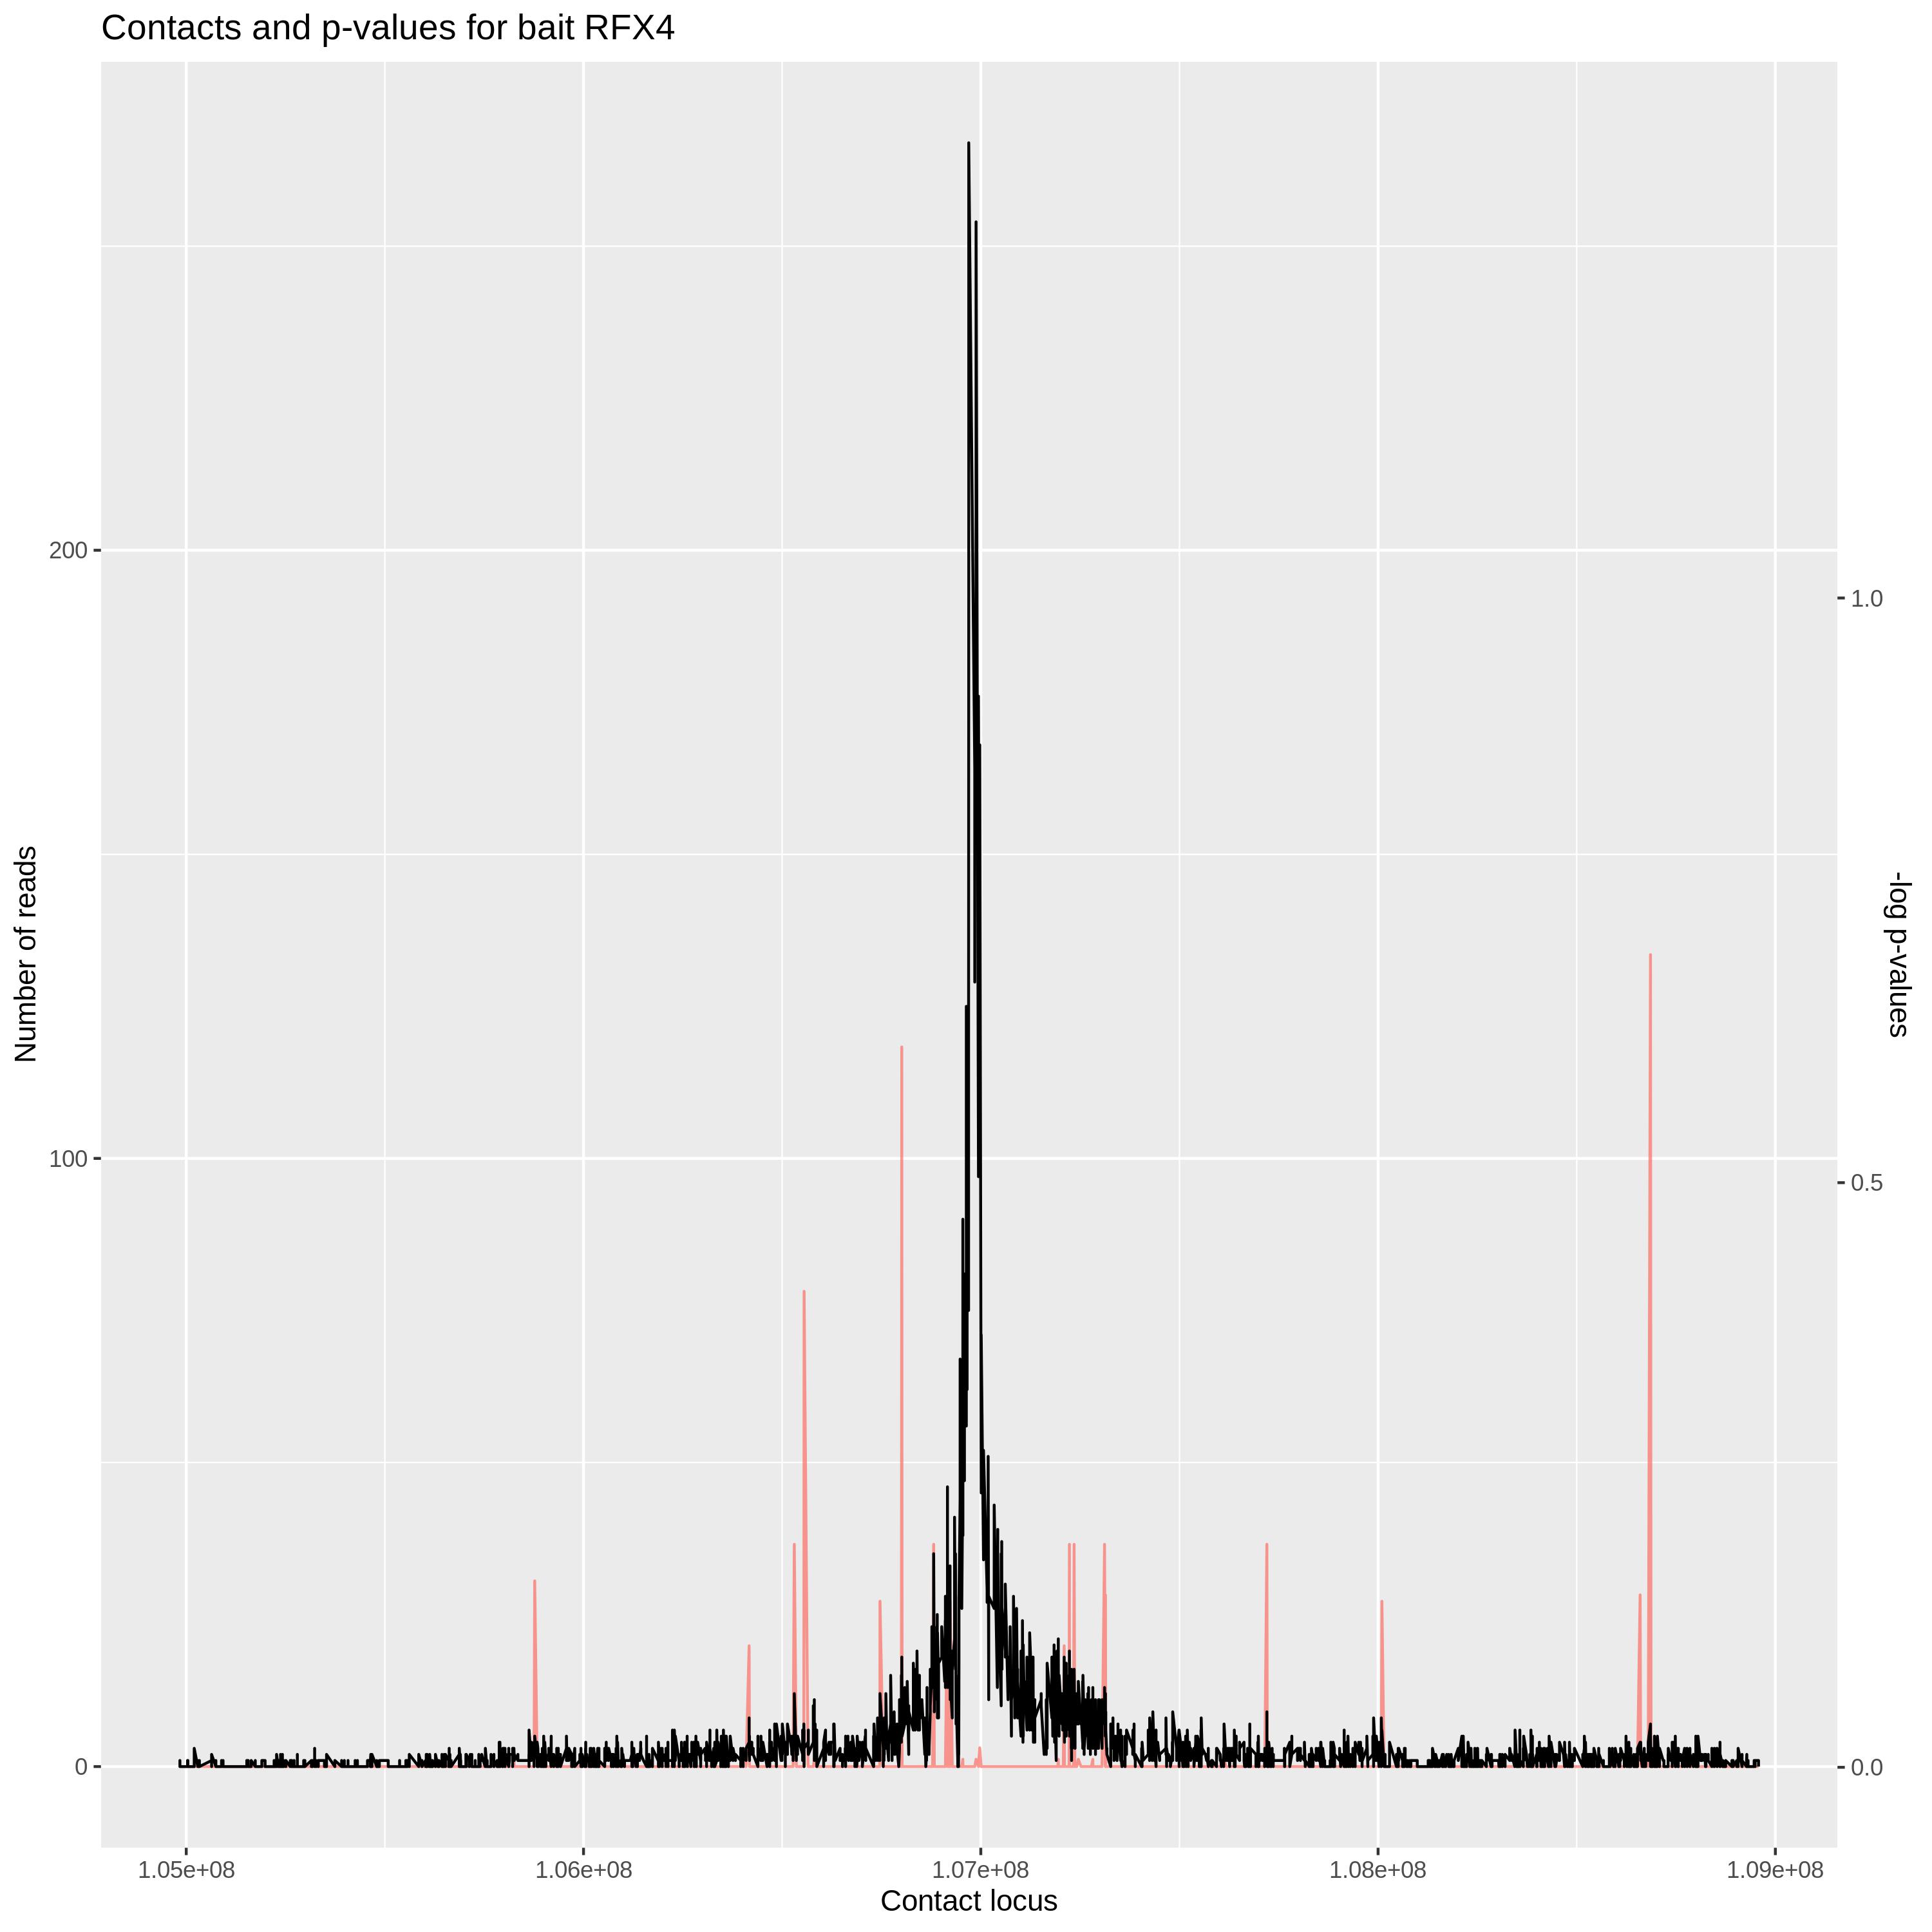 Contacts and p-values for bait RFX4
200
100
0
Number of reads
1.0
0.5
0.0
-log p-values
1.05e+08
1.06e+08
1.07e+08
1.08e+08
1.09e+08
Contact locus